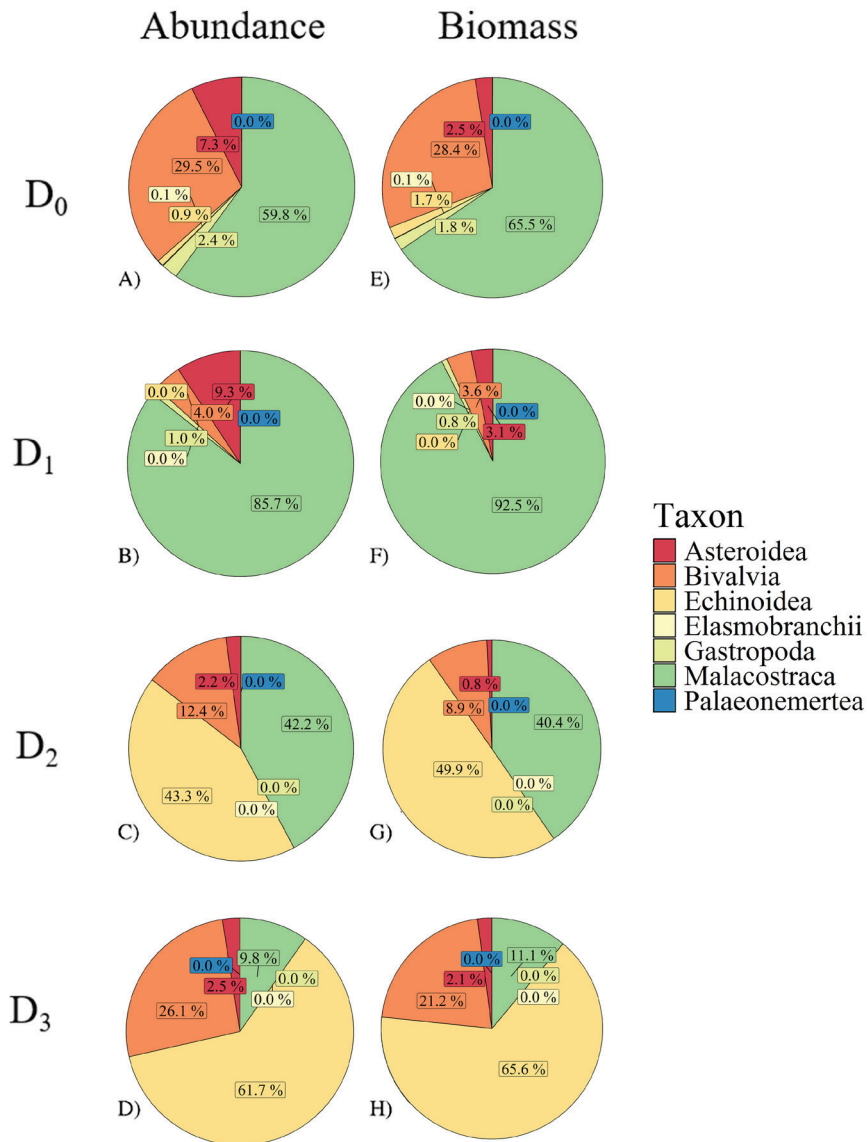 Abundance
Biomass
0.0 %
7.3 %
29.5 %
0.1 %
0.9 %
2.4 %
59.8 %
D0
A)
0.0 %
2.5 %
28.4 %
0.1 %
1.7 %
1.8 %
65.5 %
E)
0.0 %
9.3 %
4.0 %
0.0 %
1.0 %
0.0 %
85.7 %
D1
B)
3.6 %
0.0 %
0.0 %
0.8 %
3.1 %
0.0 %
92.5 %
F)
Taxon
Asteroidea
Bivalvia
Echinoidea
Elasmobranchii
Gastropoda
Malacostraca
Palaeonemertea
2.2 %
0.0 %
12.4 %
42.2 %
43.3 %
0.0 %
0.0 %
D2
C)
0.8 %
0.0 %
8.9 %
40.4 %
49.9 %
0.0 %
0.0 %
G)
9.8 %
0.0 %
0.0 %
2.5 %
0.0 %
26.1 %
61.7 %
D3
D)
0.0 %
11.1 %
2.1 %
0.0 %
0.0 %
21.2 %
65.6 %
H)